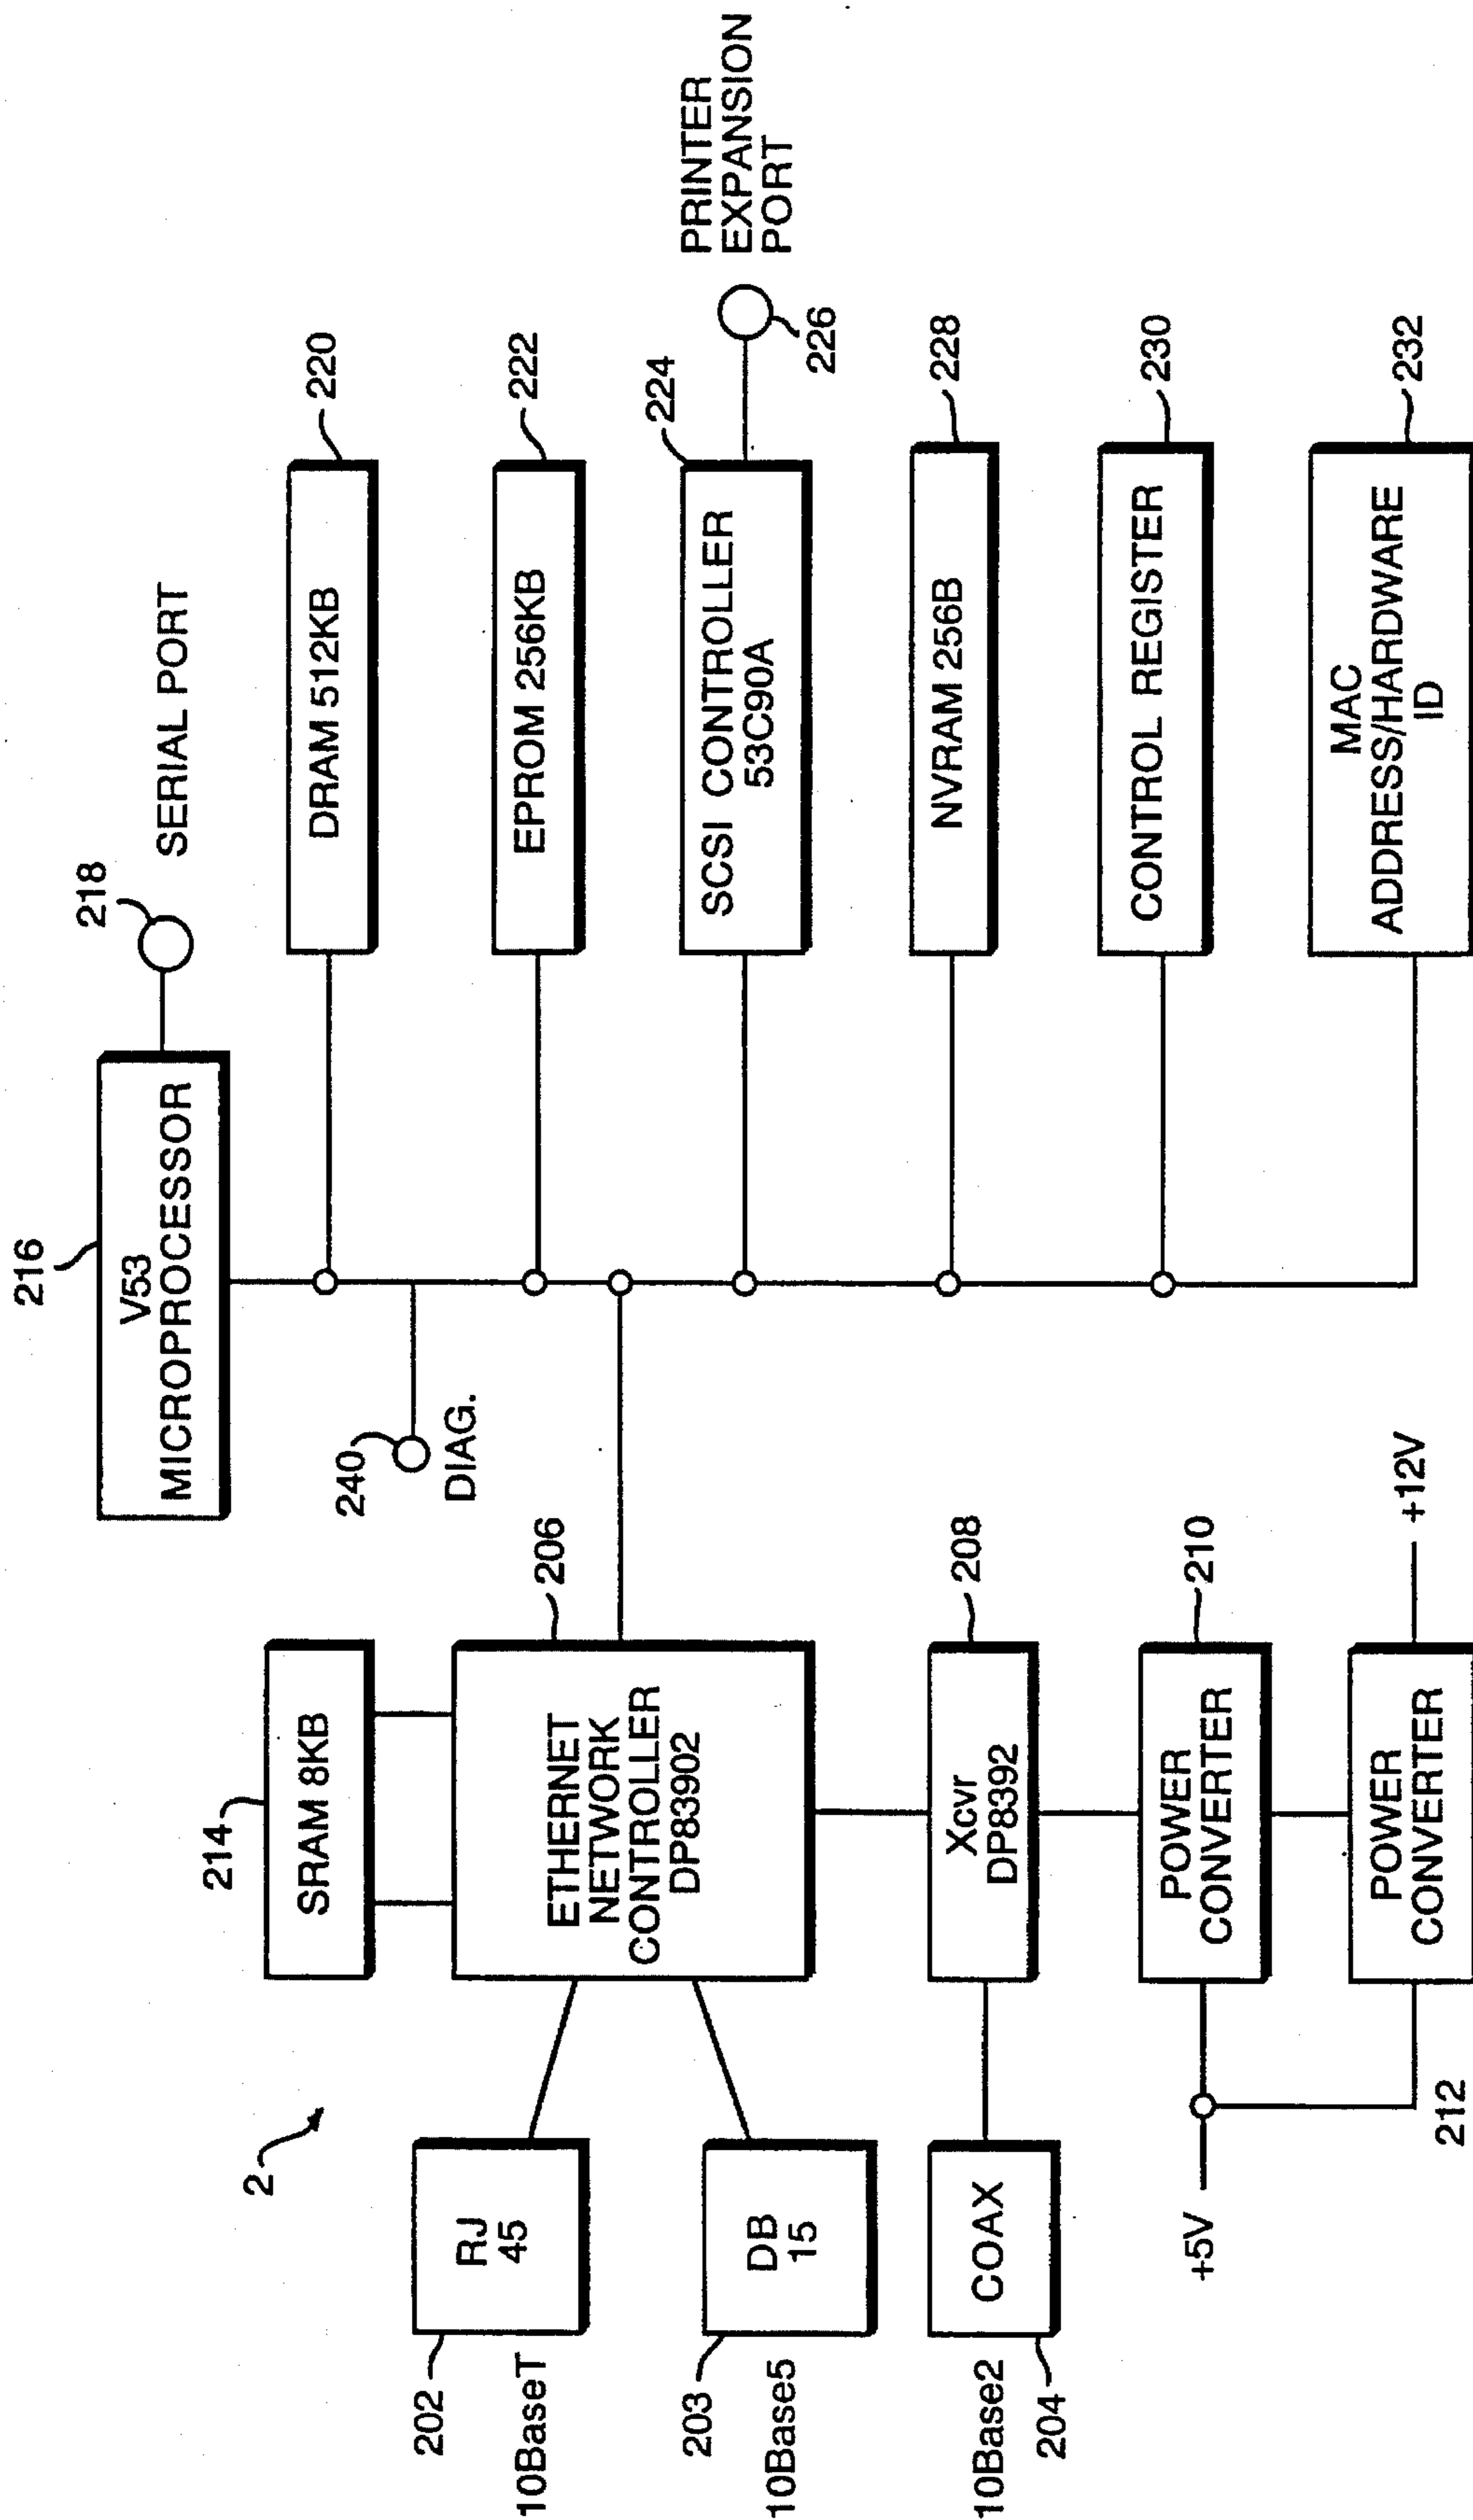 216
V53
MICROPROCESSOR
218
SERIAL PORT
214
SRAM 8KB
240
DIAG.
DRAM 512KB
220
2
202
RJ
45
10BaseT
206
ETHERNET
NETWORK
CONTROLLER
DP83902
EPROM 256KB
222
203
DB
15
10Base5
224
SCSI CONTROLLER
53C90A
226
PRINTER
EXPANSION
PORT
10Base2
204
COAX
208
Xcvr
DP8392
NVRAM 256B
228
+5V
210
POWER
CONVERTER
CONTROL REGISTER
230
212
POWER
CONVERTER
+12V
MAC
ADDRESS/HARDWARE
ID
232